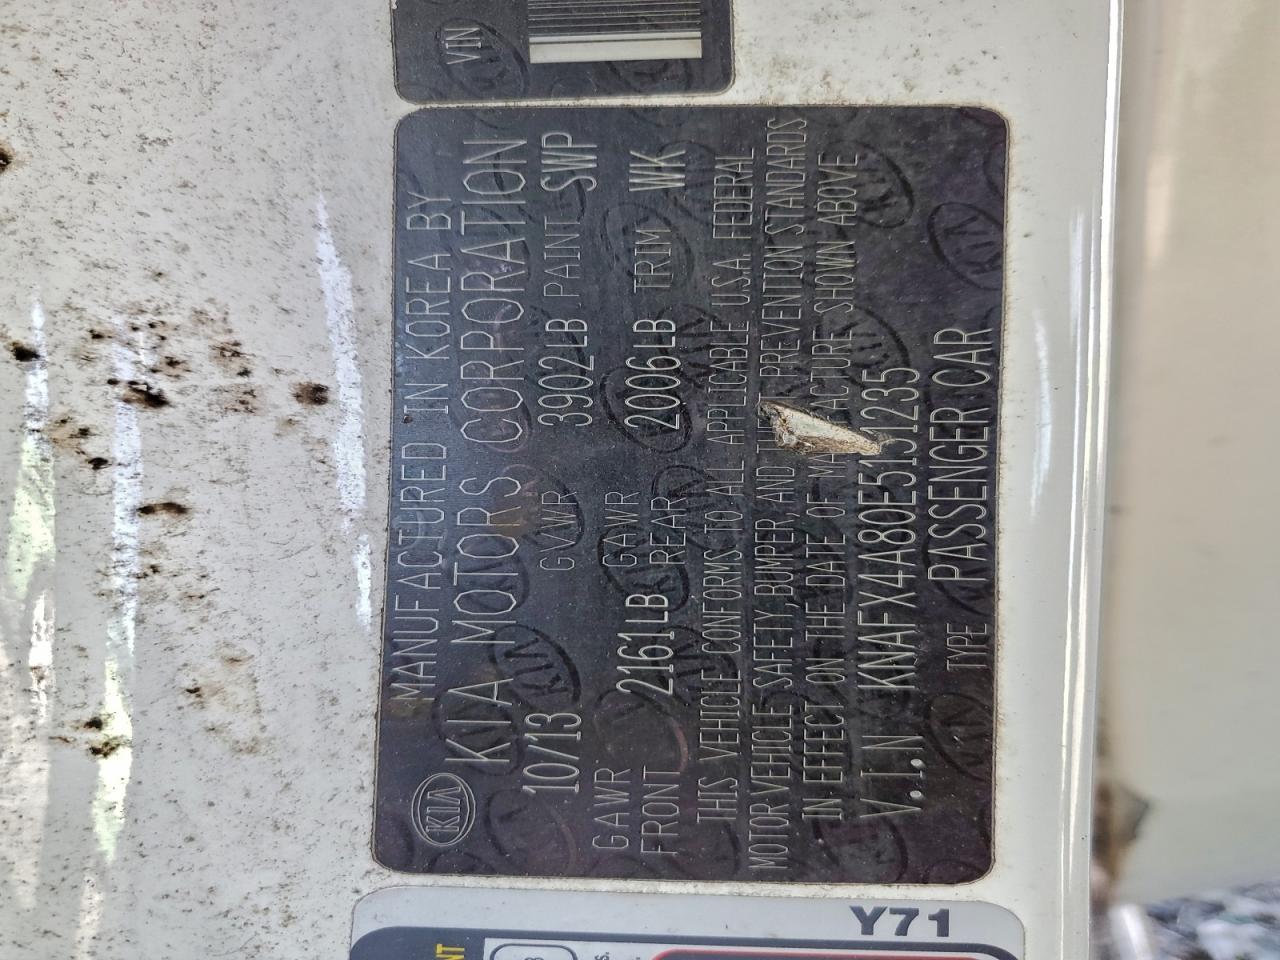 VIN
KIA
MANUFACTURED IN KOREA BY
KIA MOTORS CORPORATION
10/'13 GVWR 3902LB PAINT SWP
GAWR FRONT 2161LB GAWR REAR 2006LB TRIM WK
THIS VEHICLE CONFORMS TO ALL APPLICABLE U.S.A FEDERAL
MOTOR VEHICLE SAFETY, BUMPER, AND PREVENTION STANDARDS
IN EFFECT ON THE DATE OF SHOWN ABOVE
V.I.N KNAFX4A80E5131235
TYPE PASSENGER CAR
Y71